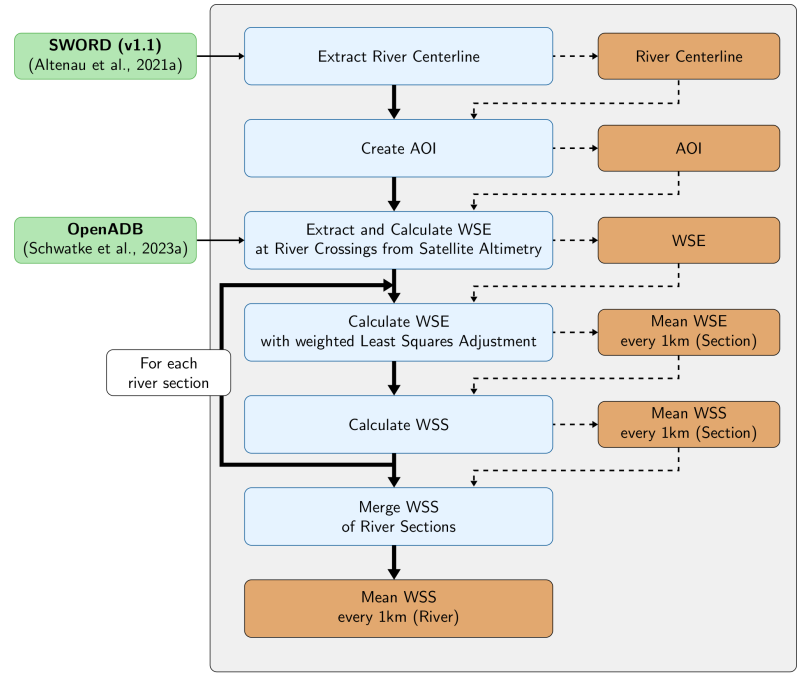 SWORD (v1.1)
(Altenau et al., 2021a)
Extract River Centerline
River Centerline
Create AOI
AOI
OpenADB
(Schwatke et al., 2023a)
Extract and Calculate WSE
at River Crossings from Satellite Altimetry
WSE
Calculate WSE
with weighted Least Squares Adjustment
Mean WSE
every 1km (Section)
For each
river section
Calculate WSS
Mean WSS
every 1km (Section)
Merge WSS
of River Sections
Mean WSS
every 1km (River)